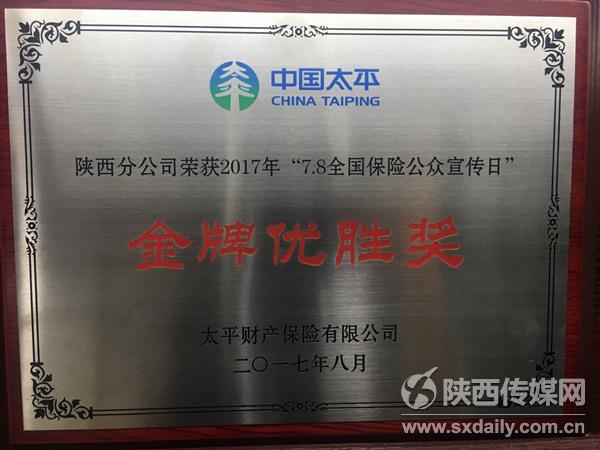 中国太平
CHINA TAIPING
陕西分公司荣获2017年“7.8全国保险公众宣传日”
金牌优胜奖
太平财产保险有限公司
二〇一七年八月
陕西传媒网
www.sxdaily.com.cn